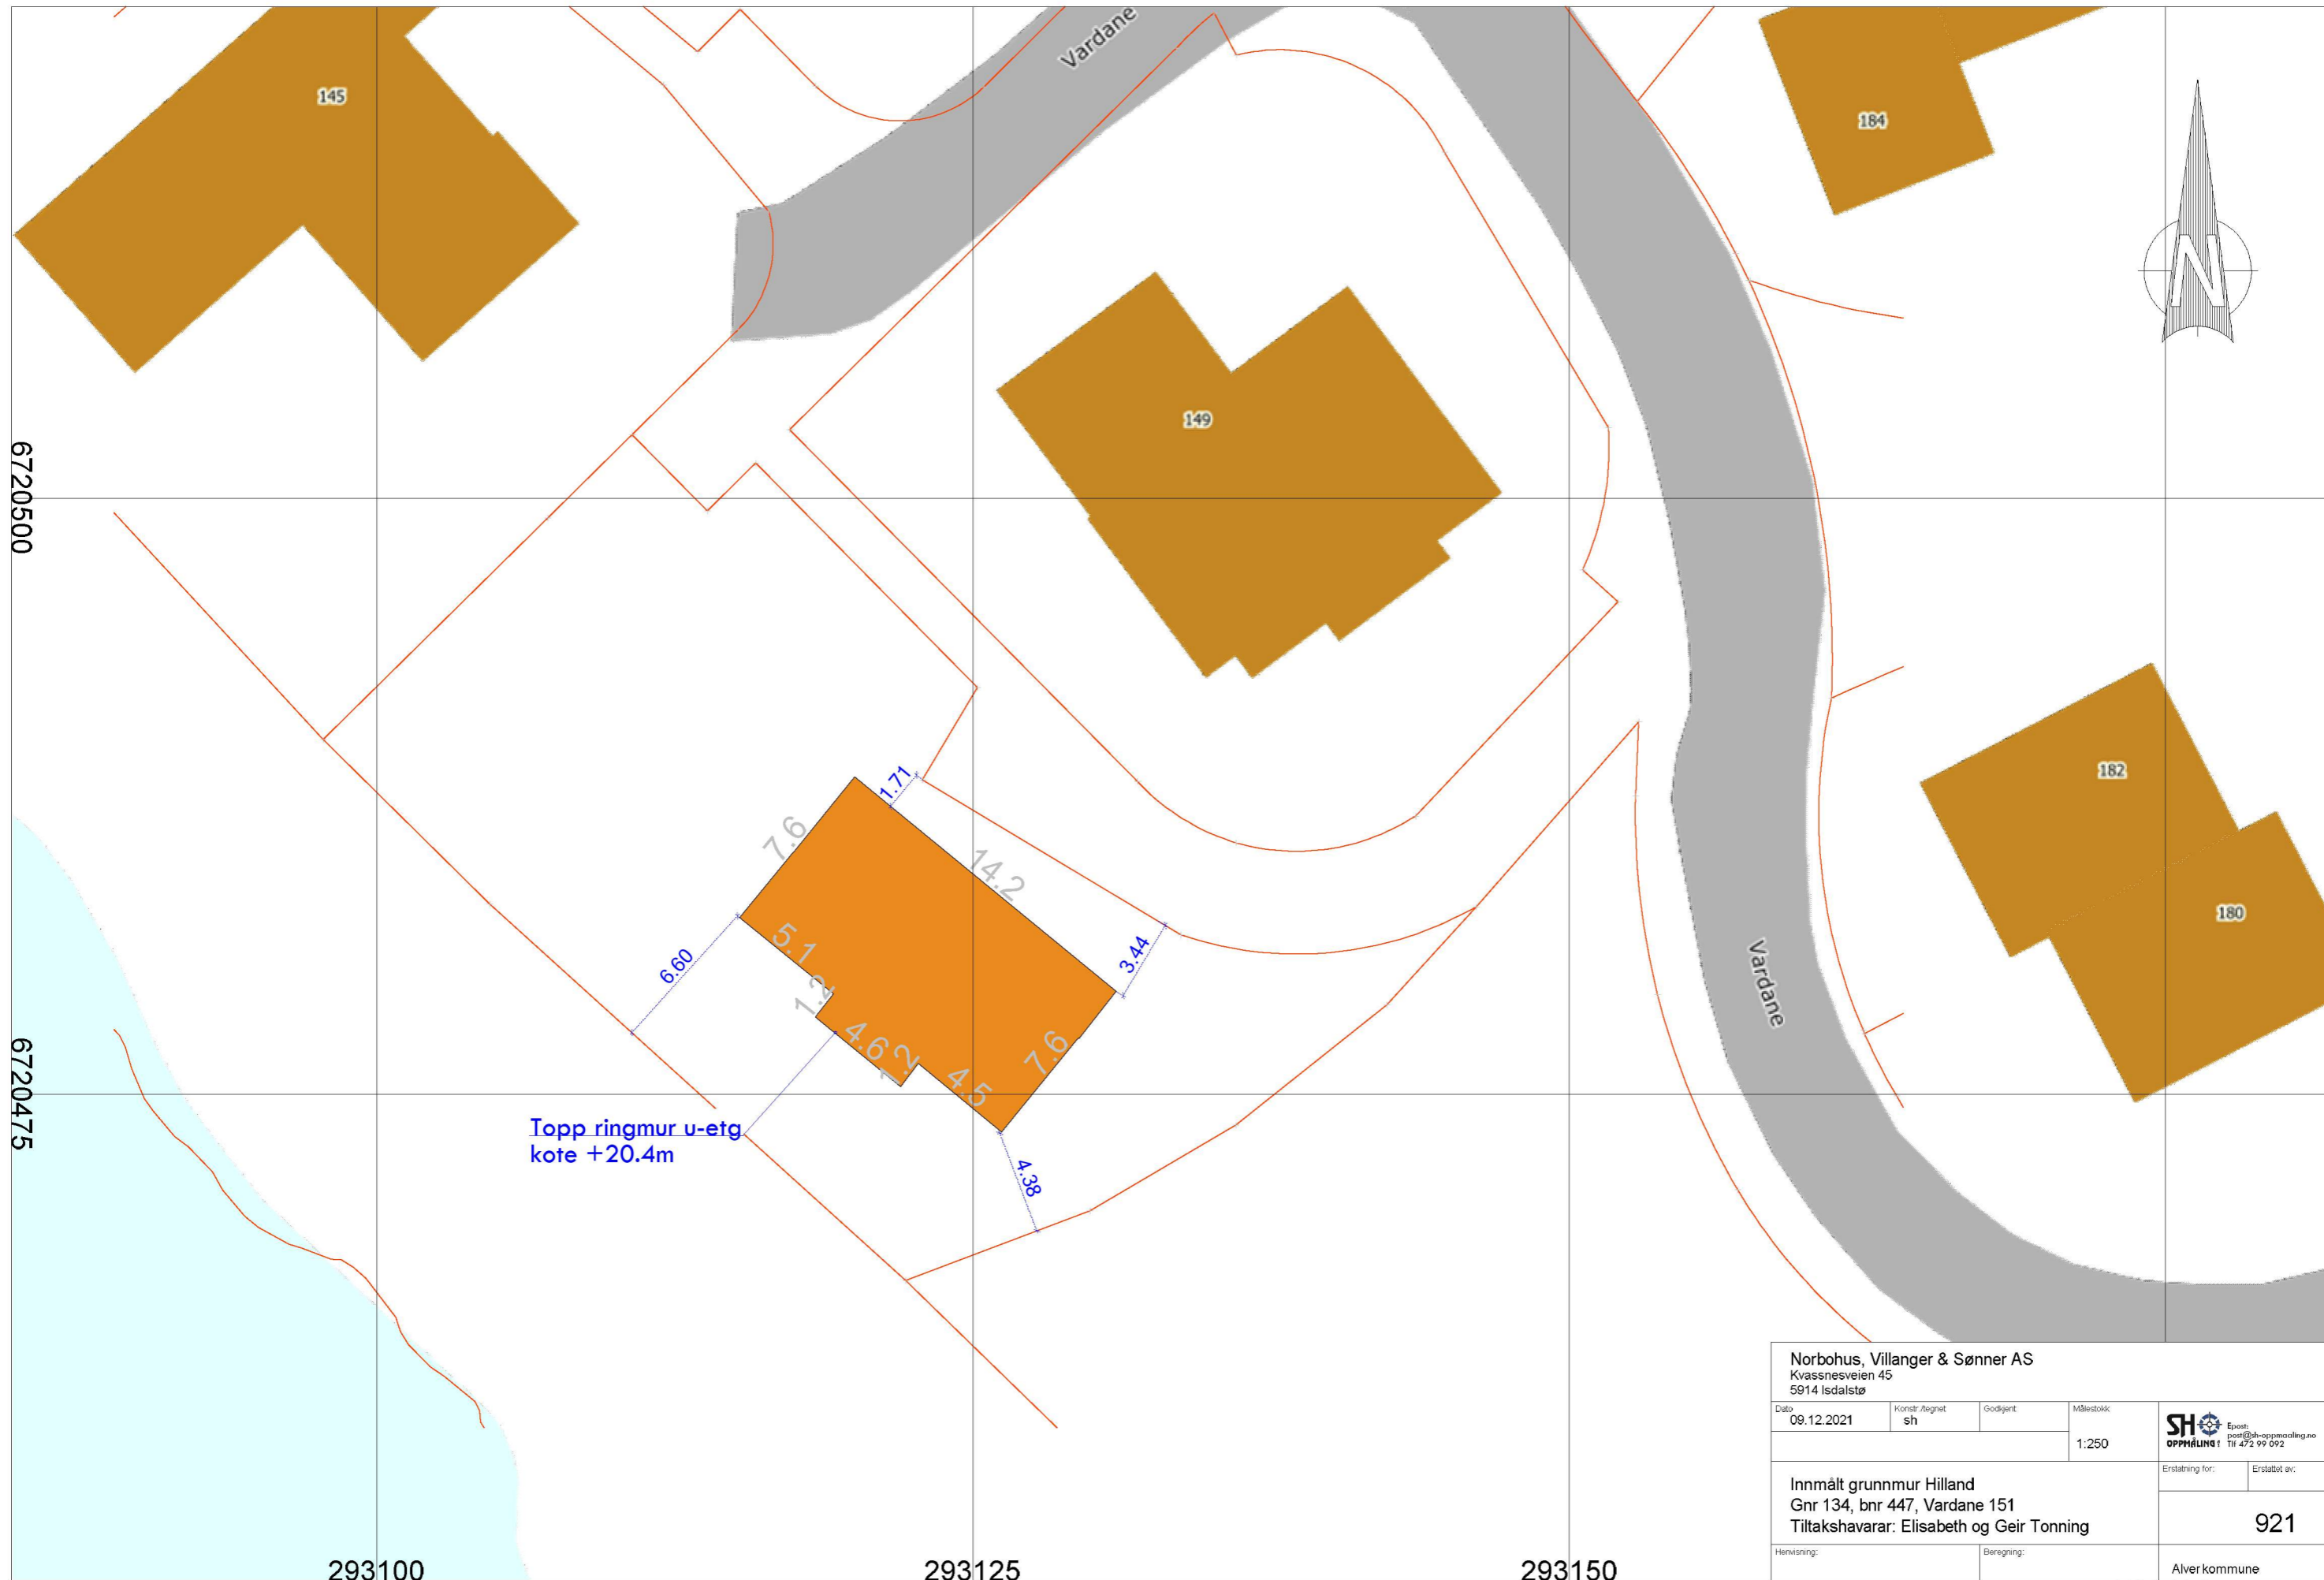 Vardane
145
184
149
6720500
N
182
180
1.71
7.6
14.2
5.1
6.60
3.44
1.2
4.6
1.2
4.5
7.6
Vardane
6720475
Topp ringmur u-etg
kote +20.4m
4.38
293100
293125
293150
Norbohus, Villanger & Sønner AS
Kvassnesveien 45
5914 Isdalstø
Dato
09.12.2021
Konstr./tegnet
sh
Godkjent
Målestokk
1:250
SH
OPPMÅLING
Epost:
post@sh-oppmaaling.no
Tlf 472 99 092
Innmålt grunnmur Hilland
Gnr 134, bnr 447, Vardane 151
Tiltakshavarar: Elisabeth og Geir Tonning
Erstatning for:
Erstattet av:
921
Henvisning:
Beregning:
Alver kommune